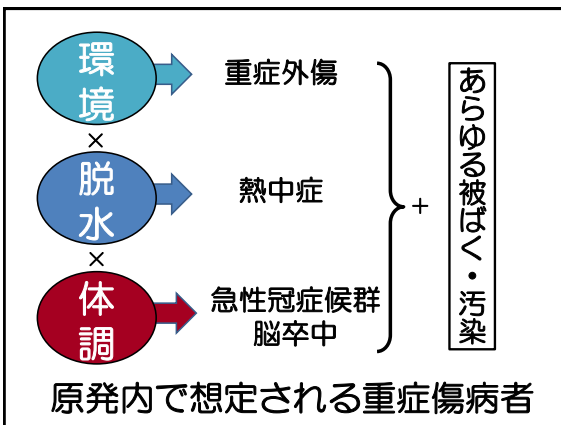 環境
重症外傷
×
脱水
熱中症
×
体調
急性冠症候群
脳卒中
+
あらゆる被ばく・汚染
原発内で想定される重症傷病者